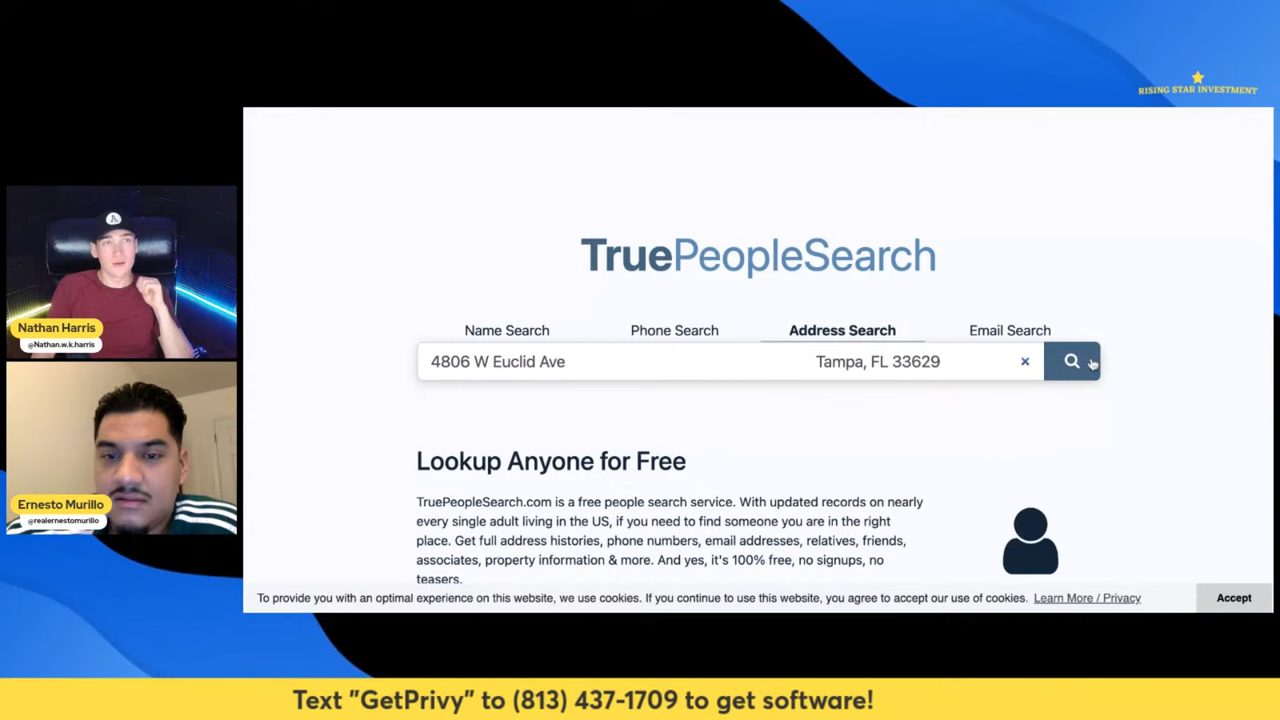 RISING STAR INVESTMENT
TruePeopleSearch
Name Search
Phone Search
Address Search
Email Search
4806 W Euclid Ave
Tampa, FL 33629
×
Nathan Harris
@Nathan.w.k.harris
Lookup Anyone for Free
TruePeopleSearch.com is a free people search service. With updated records on nearly
every single adult living in the US, if you need to find someone you are in the right
place. Get full address histories, phone numbers, email addresses, relatives, friends,
associates, property information & more. And yes, it's 100% free, no signups, no
teasers.
Ernesto Murillo
@realernestomurillo
To provide you with an optimal experience on this website, we use cookies. If you continue to use this website, you agree to accept our use of cookies. Learn More / Privacy
Accept
Text "GetPrivy" to (813) 437-1709 to get software!